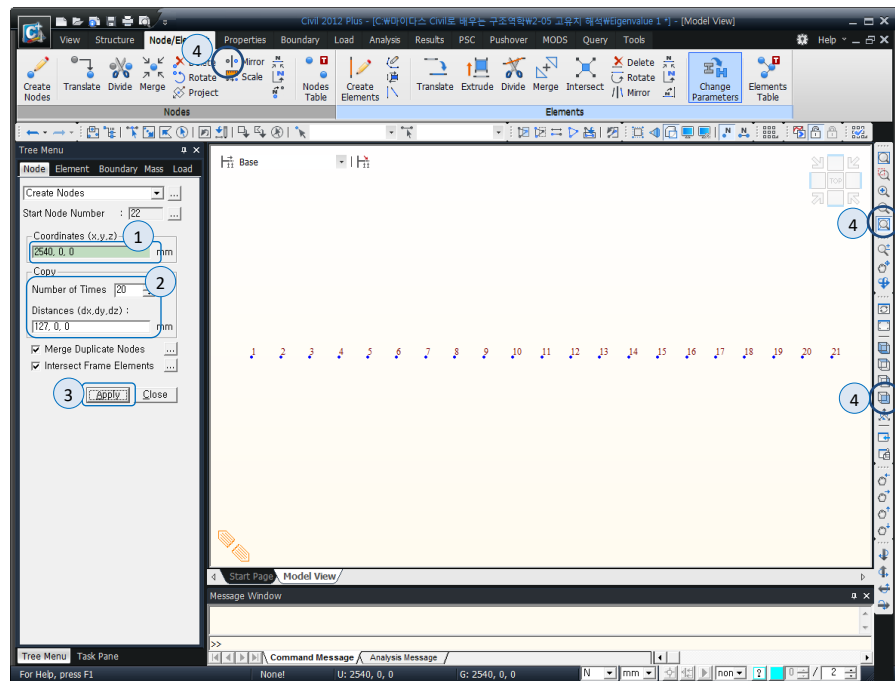 Civil 2012 Plus - [C:₩마이다스 Civil로 배우는 구조역학₩2-05 고유치 해석₩Eigenvalue 1 *] - [Model View]
View Structure Node/Ele Properties Boundary Load Analysis Results PSC Pushover MODS Query Tools Help
4
Create Nodes
Translate
Divide
Merge
Delete
Rotate
Project
Mirror
Scale
Nodes Table
Create Elements
Translate
Extrude
Divide
Merge
Intersect
Delete
Rotate
Mirror
Change Parameters
Elements Table
Nodes
Elements
Tree Menu
Node Element Boundary Mass Load
Create Nodes
Start Node Number : 22
Coordinates (x,y,z)
1
2540, 0, 0 mm
Copy
2
Number of Times 20
Distances (dx,dy,dz) :
127, 0, 0 mm
Merge Duplicate Nodes
Intersect Frame Elements
3
Apply Close
Base
TOP
4
1 2 3 4 5 6 7 8 9 10 11 12 13 14 15 16 17 18 19 20 21
4
Start Page Model View
Message Window
>>
Command Message Analysis Message
Tree Menu Task Pane
For Help, press F1
None!
U: 2540, 0, 0
G: 2540, 0, 0
N
mm
non
0 / 2